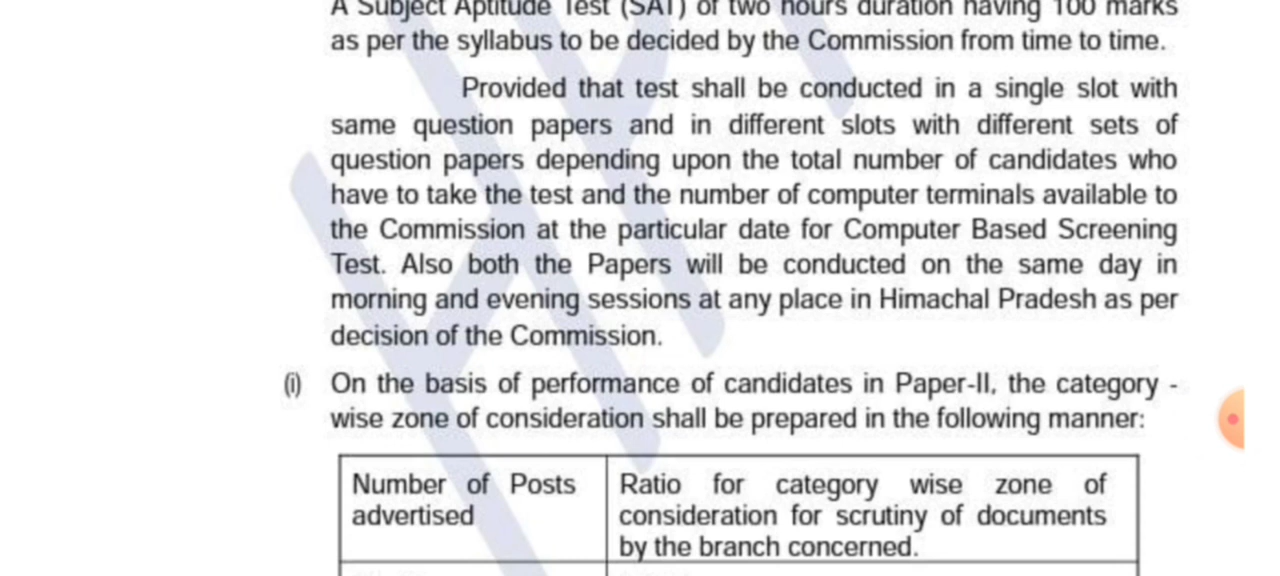 A Subject Aptitude Test (SAT) of two hours duration having 100 marks
as per the syllabus to be decided by the Commission from time to time.
Provided that test shall be conducted in a single slot with
same question papers and in different slots with different sets of
question papers depending upon the total number of candidates who
have to take the test and the number of computer terminals available to
the Commission at the particular date for Computer Based Screening
Test. Also both the Papers will be conducted on the same day in
morning and evening sessions at any place in Himachal Pradesh as per
decision of the Commission.
(i) On the basis of performance of candidates in Paper-II, the category -
wise zone of consideration shall be prepared in the following manner:
Number of Posts
advertised
Ratio for category wise zone of
consideration for scrutiny of documents
by the branch concerned.